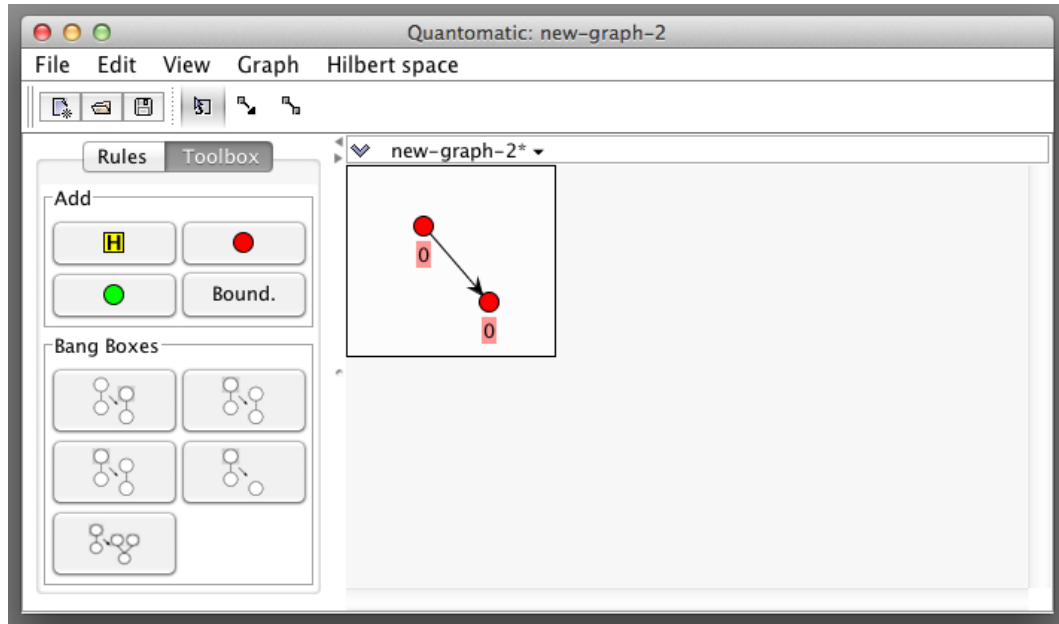 Quantomatic: new-graph-2
File Edit View Graph Hilbert space
Rules Toolbox
new-graph-2*
Add
H
Bound.
Bang Boxes
0
0